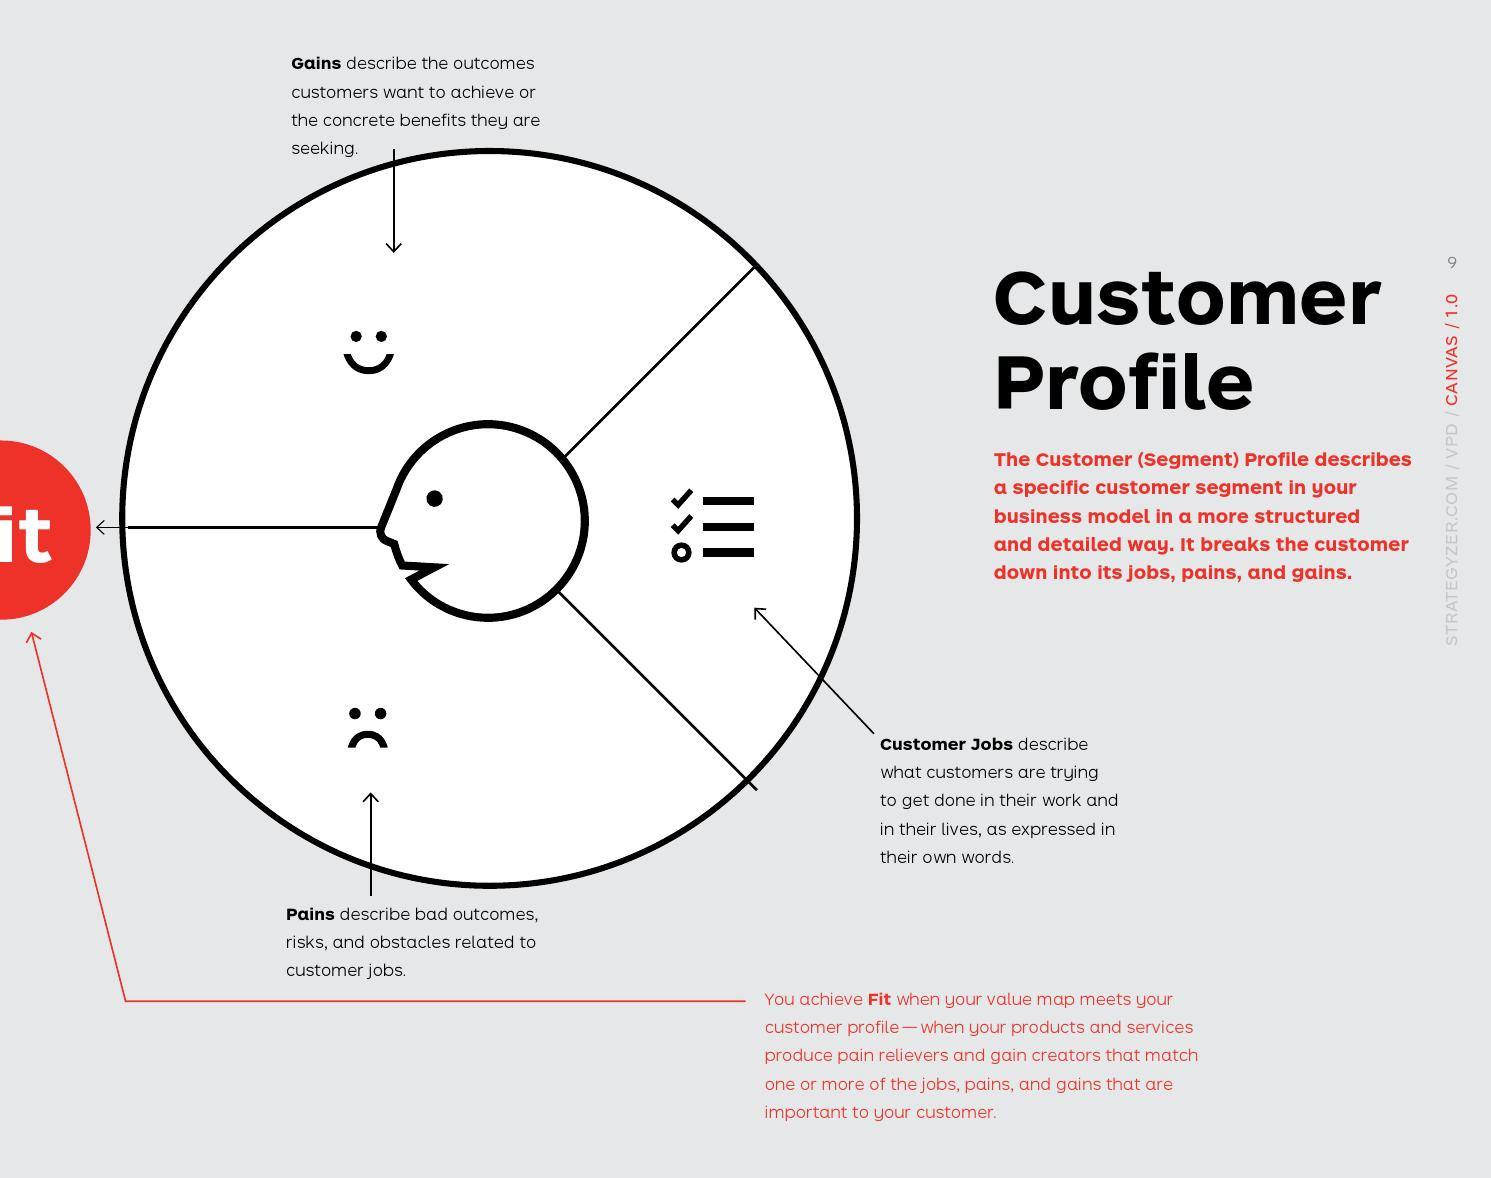 Gains describe the outcomes
customers want to achieve or
the concrete benefits they are
seeking.
Customer
Profile
The Customer (Segment) Profile describes
a specific customer segment in your
business model in a more structured
and detailed way. It breaks the customer
down into its jobs, pains, and gains.
9
STRATEGYZER.COM / VPD / CANVAS / 1.0
it
Customer Jobs describe
what customers are trying
to get done in their work and
in their lives, as expressed in
their own words.
Pains describe bad outcomes,
risks, and obstacles related to
customer jobs.
You achieve Fit when your value map meets your
customer profile — when your products and services
produce pain relievers and gain creators that match
one or more of the jobs, pains, and gains that are
important to your customer.